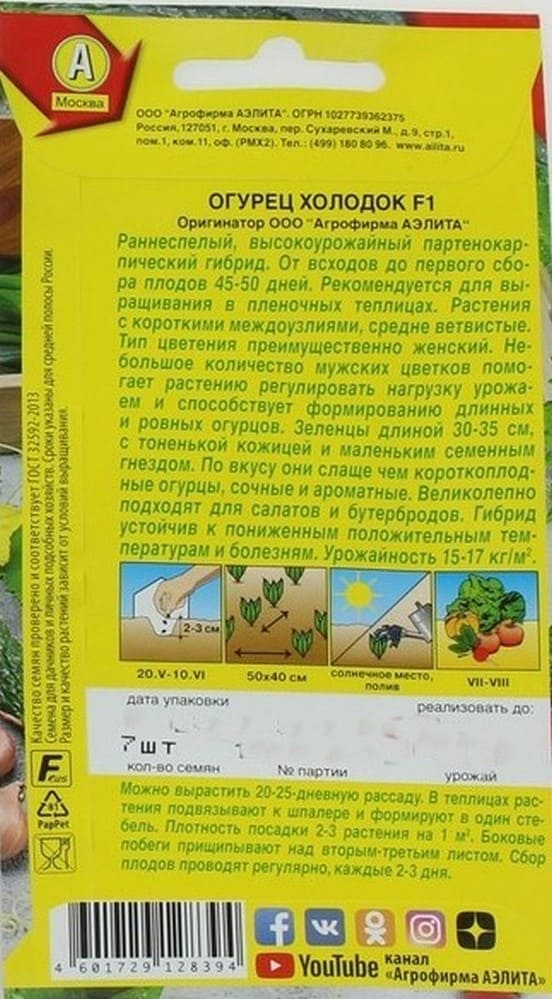 А
Москва
ООО "Агрофирма АЭЛИТА". ОГРН 1027739362375
Россия,127051, г. Москва, пер. Сухаревский М., д.9, стр.1,
пом.1, ком.11, оф. (РМХ2). Тел.: (499) 180 80 96. www.ailita.ru
ОГУРЕЦ ХОЛОДОК F1
Оригинатор ООО "Агрофирма АЭЛИТА"
Раннеспелый, высокоурожайный партенокар-
пический гибрид. От всходов до первого сбо-
ра плодов 45-50 дней. Рекомендуется для вы-
ращивания в пленочных теплицах. Растения
с короткими междоузлиями, средне ветвистые.
Тип цветения преимущественно женский. Не-
большое количество мужских цветков помо-
гает растению регулировать нагрузку урожа-
ем и способствует формированию длинных
и ровных огурцов. Зеленцы длиной 30-35 см,
с тоненькой кожицей и маленьким семенным
гнездом. По вкусу они слаще чем короткоплод-
ные огурцы, сочные и ароматные. Великолепно
подходят для салатов и бутербродов. Гибрид
устойчив к пониженным положительным тем-
пературам и болезням. Урожайность 15-17 кг/м².
Качество семян проверено и соответствует ГОСТ 32592-2013
Семена для дачников и личных подсобных хозяйств. Сроки указаны для средней полосы России.
Размер и качество растений зависит от условий выращивания.
2-3 см
20.V-10.VI
50x40 см
солнечное место,
полив
VII-VIII
дата упаковки
реализовать до:
7 шт
кол-во семян
№ партии
урожай
F
81
PapPet
Можно вырастить 20-25-дневную рассаду. В теплицах рас-
тения подвязывают к шпалере и формируют в один сте-
бель. Плотность посадки 2-3 растения на 1 м². Боковые
побеги прищипывают над вторым-третьим листом. Сбор
плодов проводят регулярно, каждые 2-3 дня.
4 601729 128394
YouTube
канал
«Агрофирма АЭЛИТА»